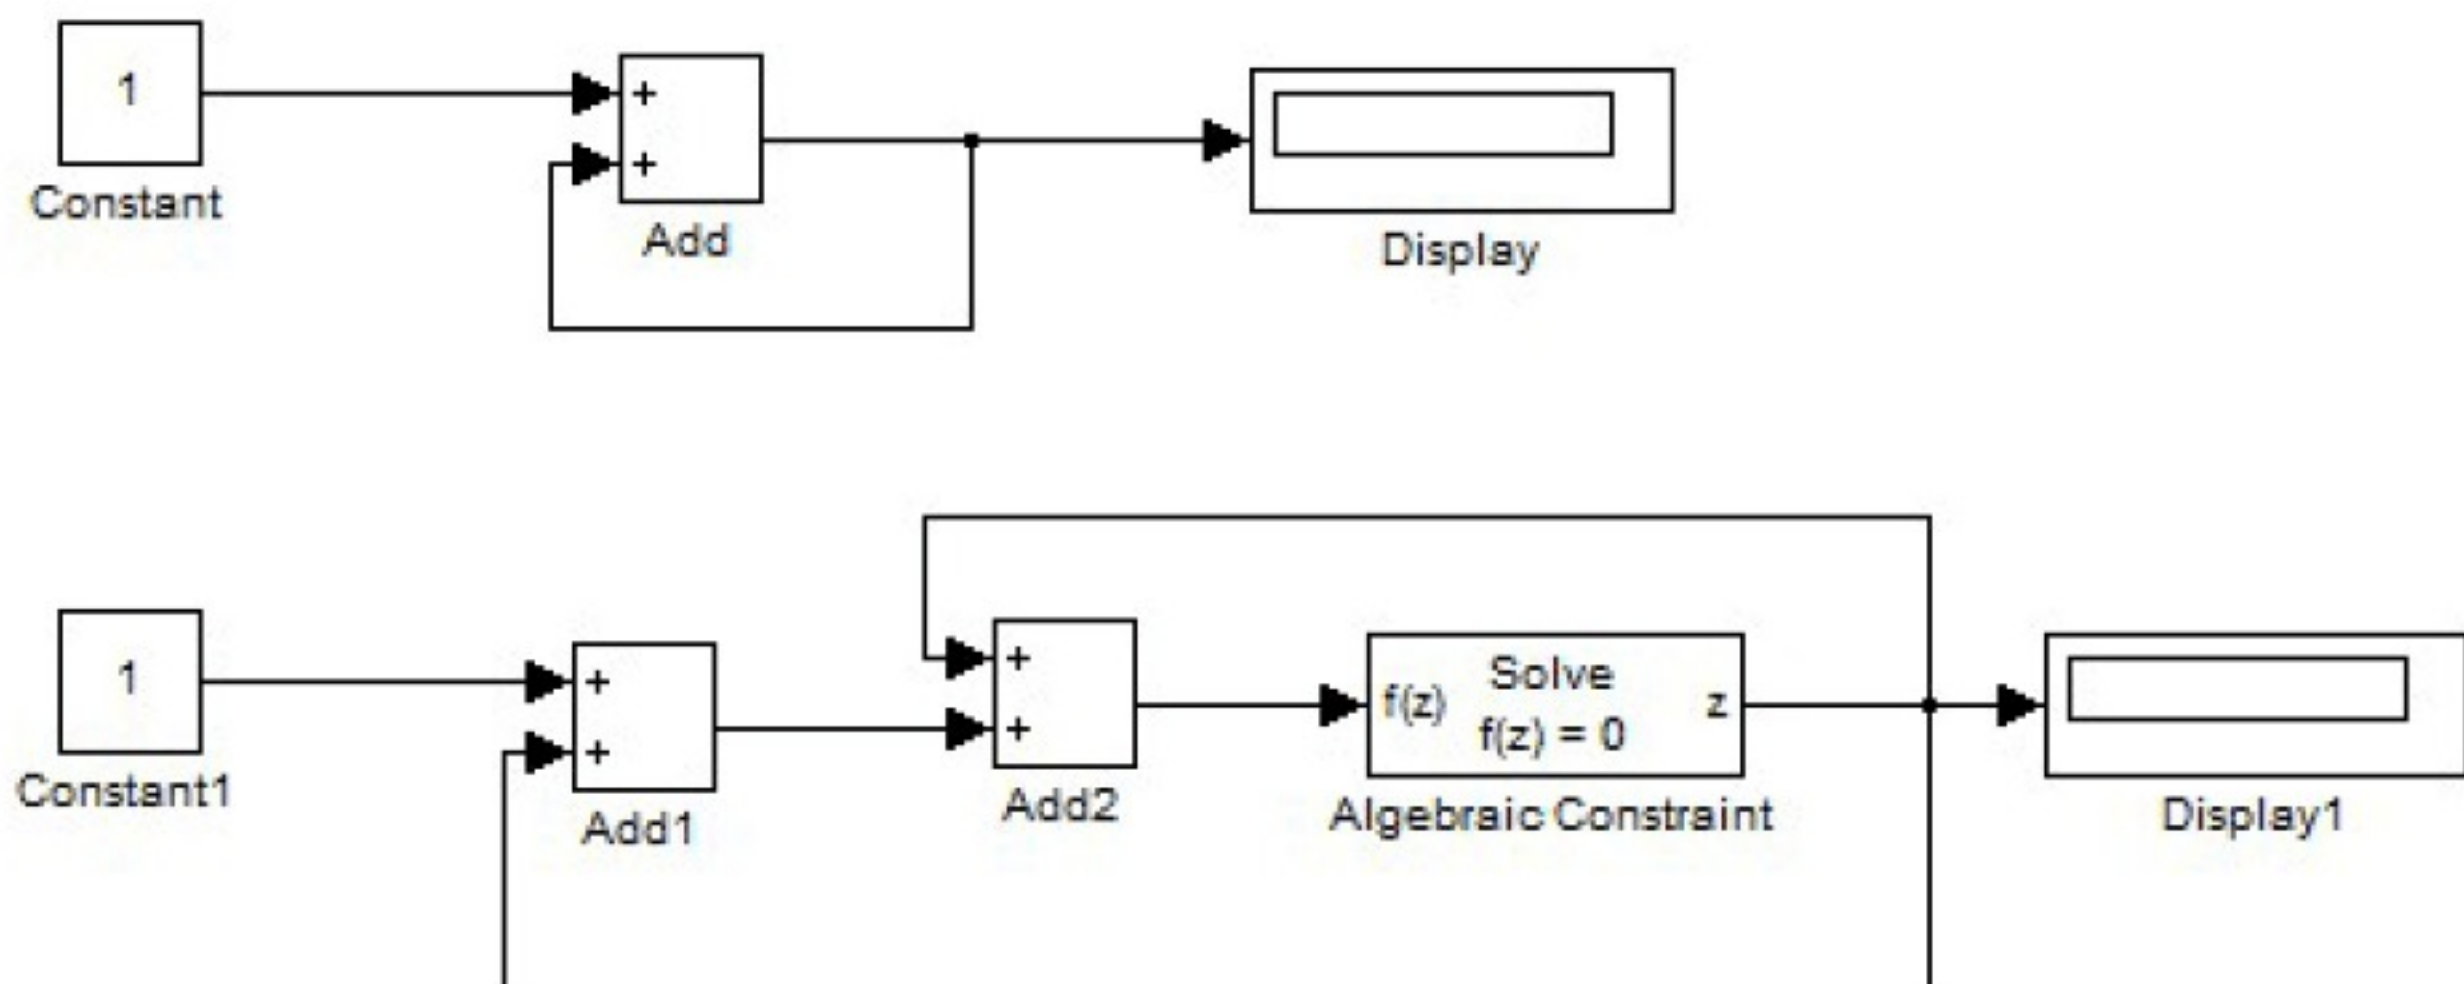 1
+
+
Constant
Add
Display
1
+
+
+
+
f(z)
Solve
f(z) = 0
z
Constant1
Add1
Add2
Algebraic Constraint
Display1